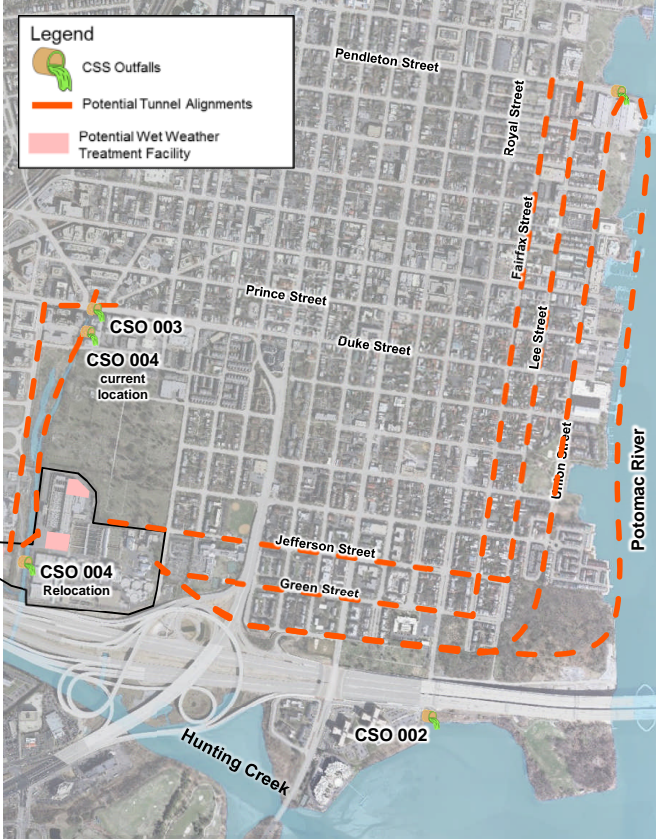 Legend
CSS Outfalls
Potential Tunnel Alignments
Potential Wet Weather
Treatment Facility
Pendleton Street
Royal Street
Fairfax Street
Prince Street
Lee Street
CSO 003
Duke Street
CSO 004
current
location
Union Street
Potomac River
Jefferson Street
CSO 004
Relocation
Green Street
CSO 002
Hunting Creek